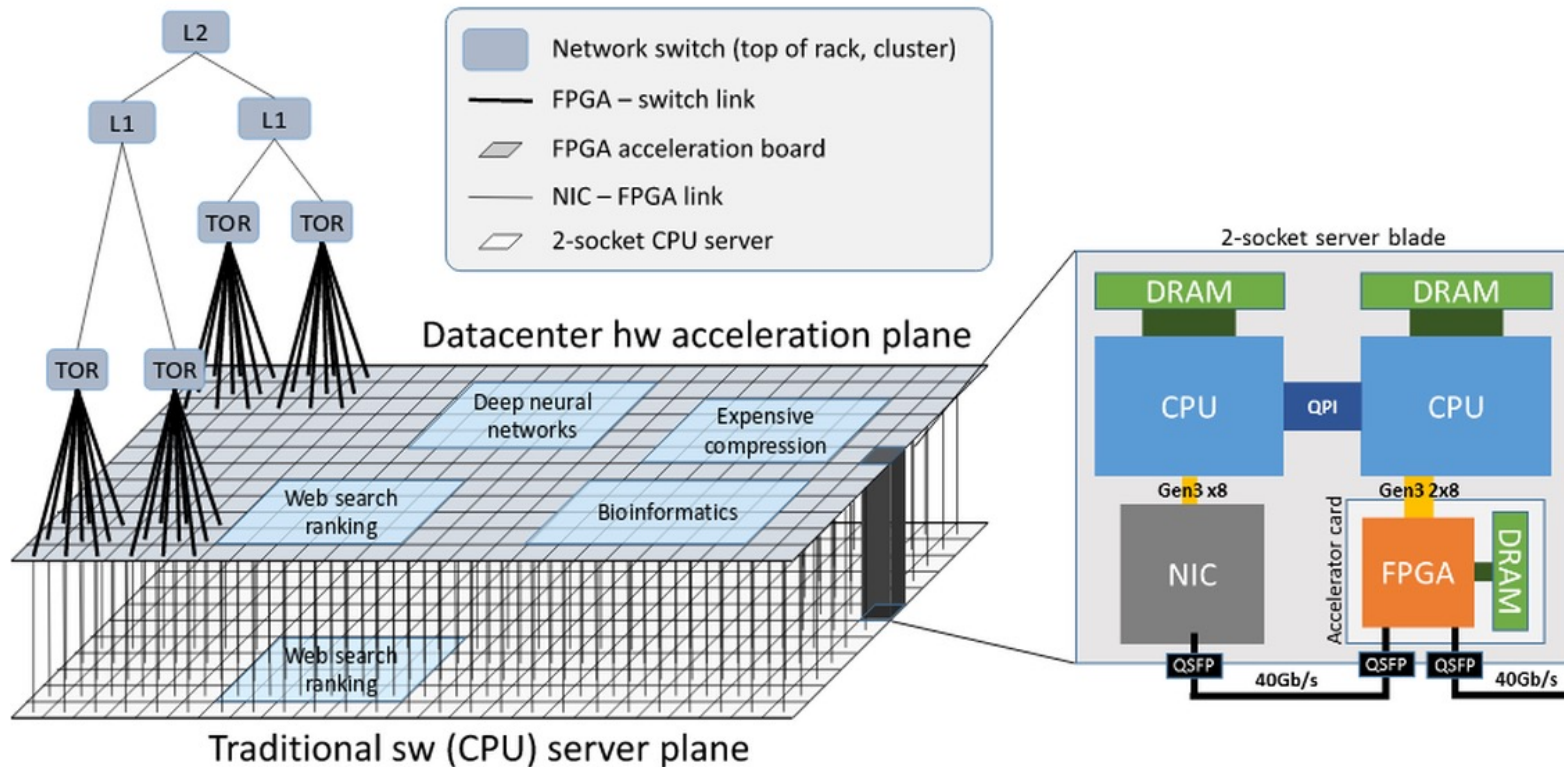 L2
L1
L1
TOR
TOR
TOR
TOR
Network switch (top of rack, cluster)
FPGA – switch link
FPGA acceleration board
NIC – FPGA link
2-socket CPU server
Datacenter hw acceleration plane
Deep neural
networks
Expensive
compression
Web search
ranking
Bioinformatics
Web search
ranking
Traditional sw (CPU) server plane
2-socket server blade
DRAM
DRAM
CPU
QPI
CPU
Gen3 x8
Gen3 2x8
NIC
Accelerator card
FPGA
DRAM
QSFP
QSFP
QSFP
40Gb/s
40Gb/s